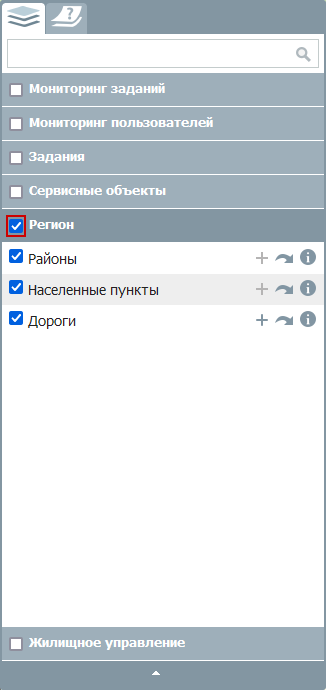 ?
Мониторинг заданий
Мониторинг пользователей
Задания
Сервисные объекты
Регион
Районы
Населенные пункты
Дороги
Жилищное управление